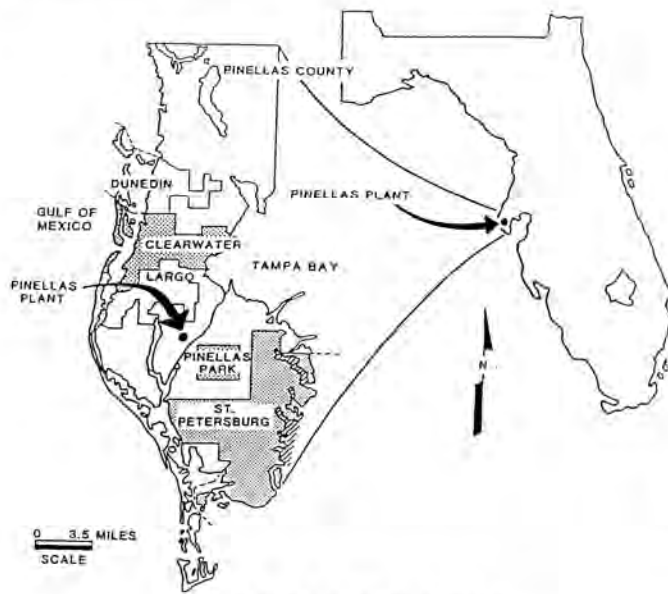 PINELLAS COUNTY
DUNEDIN
GULF OF
MEXICO
CLEARWATER
LARGO
TAMPA BAY
PINELLAS
PLANT
PINELLAS
PARK
ST.
PETERSBURG
0 3.5 MILES
SCALE
PINELLAS PLANT
N